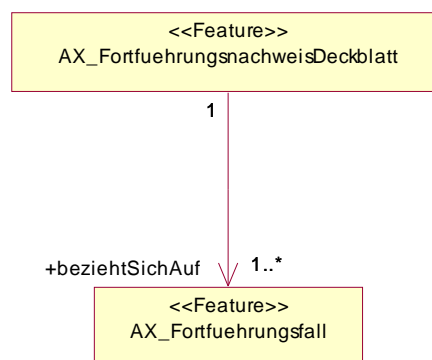 <<Feature>>
AX_FortfuehrungsnachweisDeckblatt
1
+beziehtSichAuf 1..*
<<Feature>>
AX_Fortfuehrungsfall